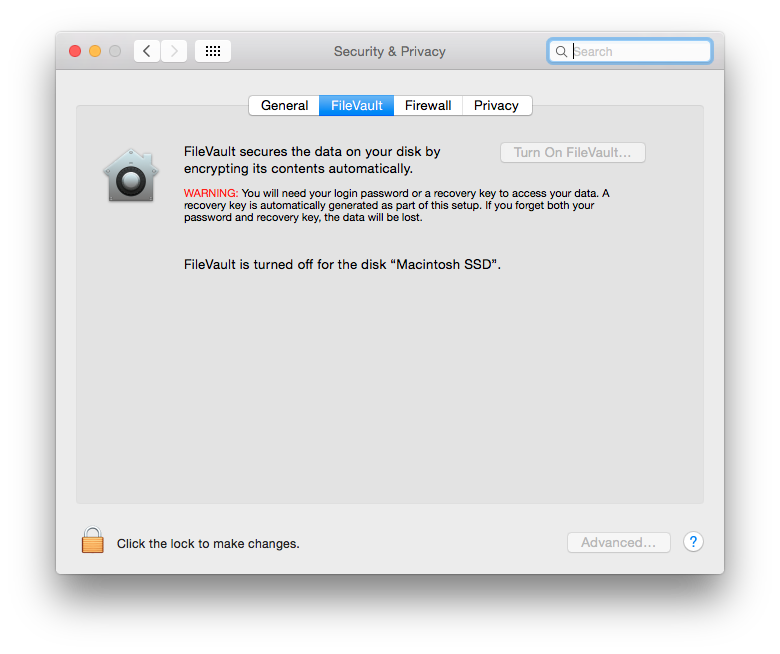 Security & Privacy
Search
General FileVault Firewall Privacy
FileVault secures the data on your disk by
encrypting its contents automatically.
Turn On FileVault...
WARNING: You will need your login password or a recovery key to access your data. A
recovery key is automatically generated as part of this setup. If you forget both your
password and recovery key, the data will be lost.
FileVault is turned off for the disk “Macintosh SSD”.
Click the lock to make changes.
Advanced...
?